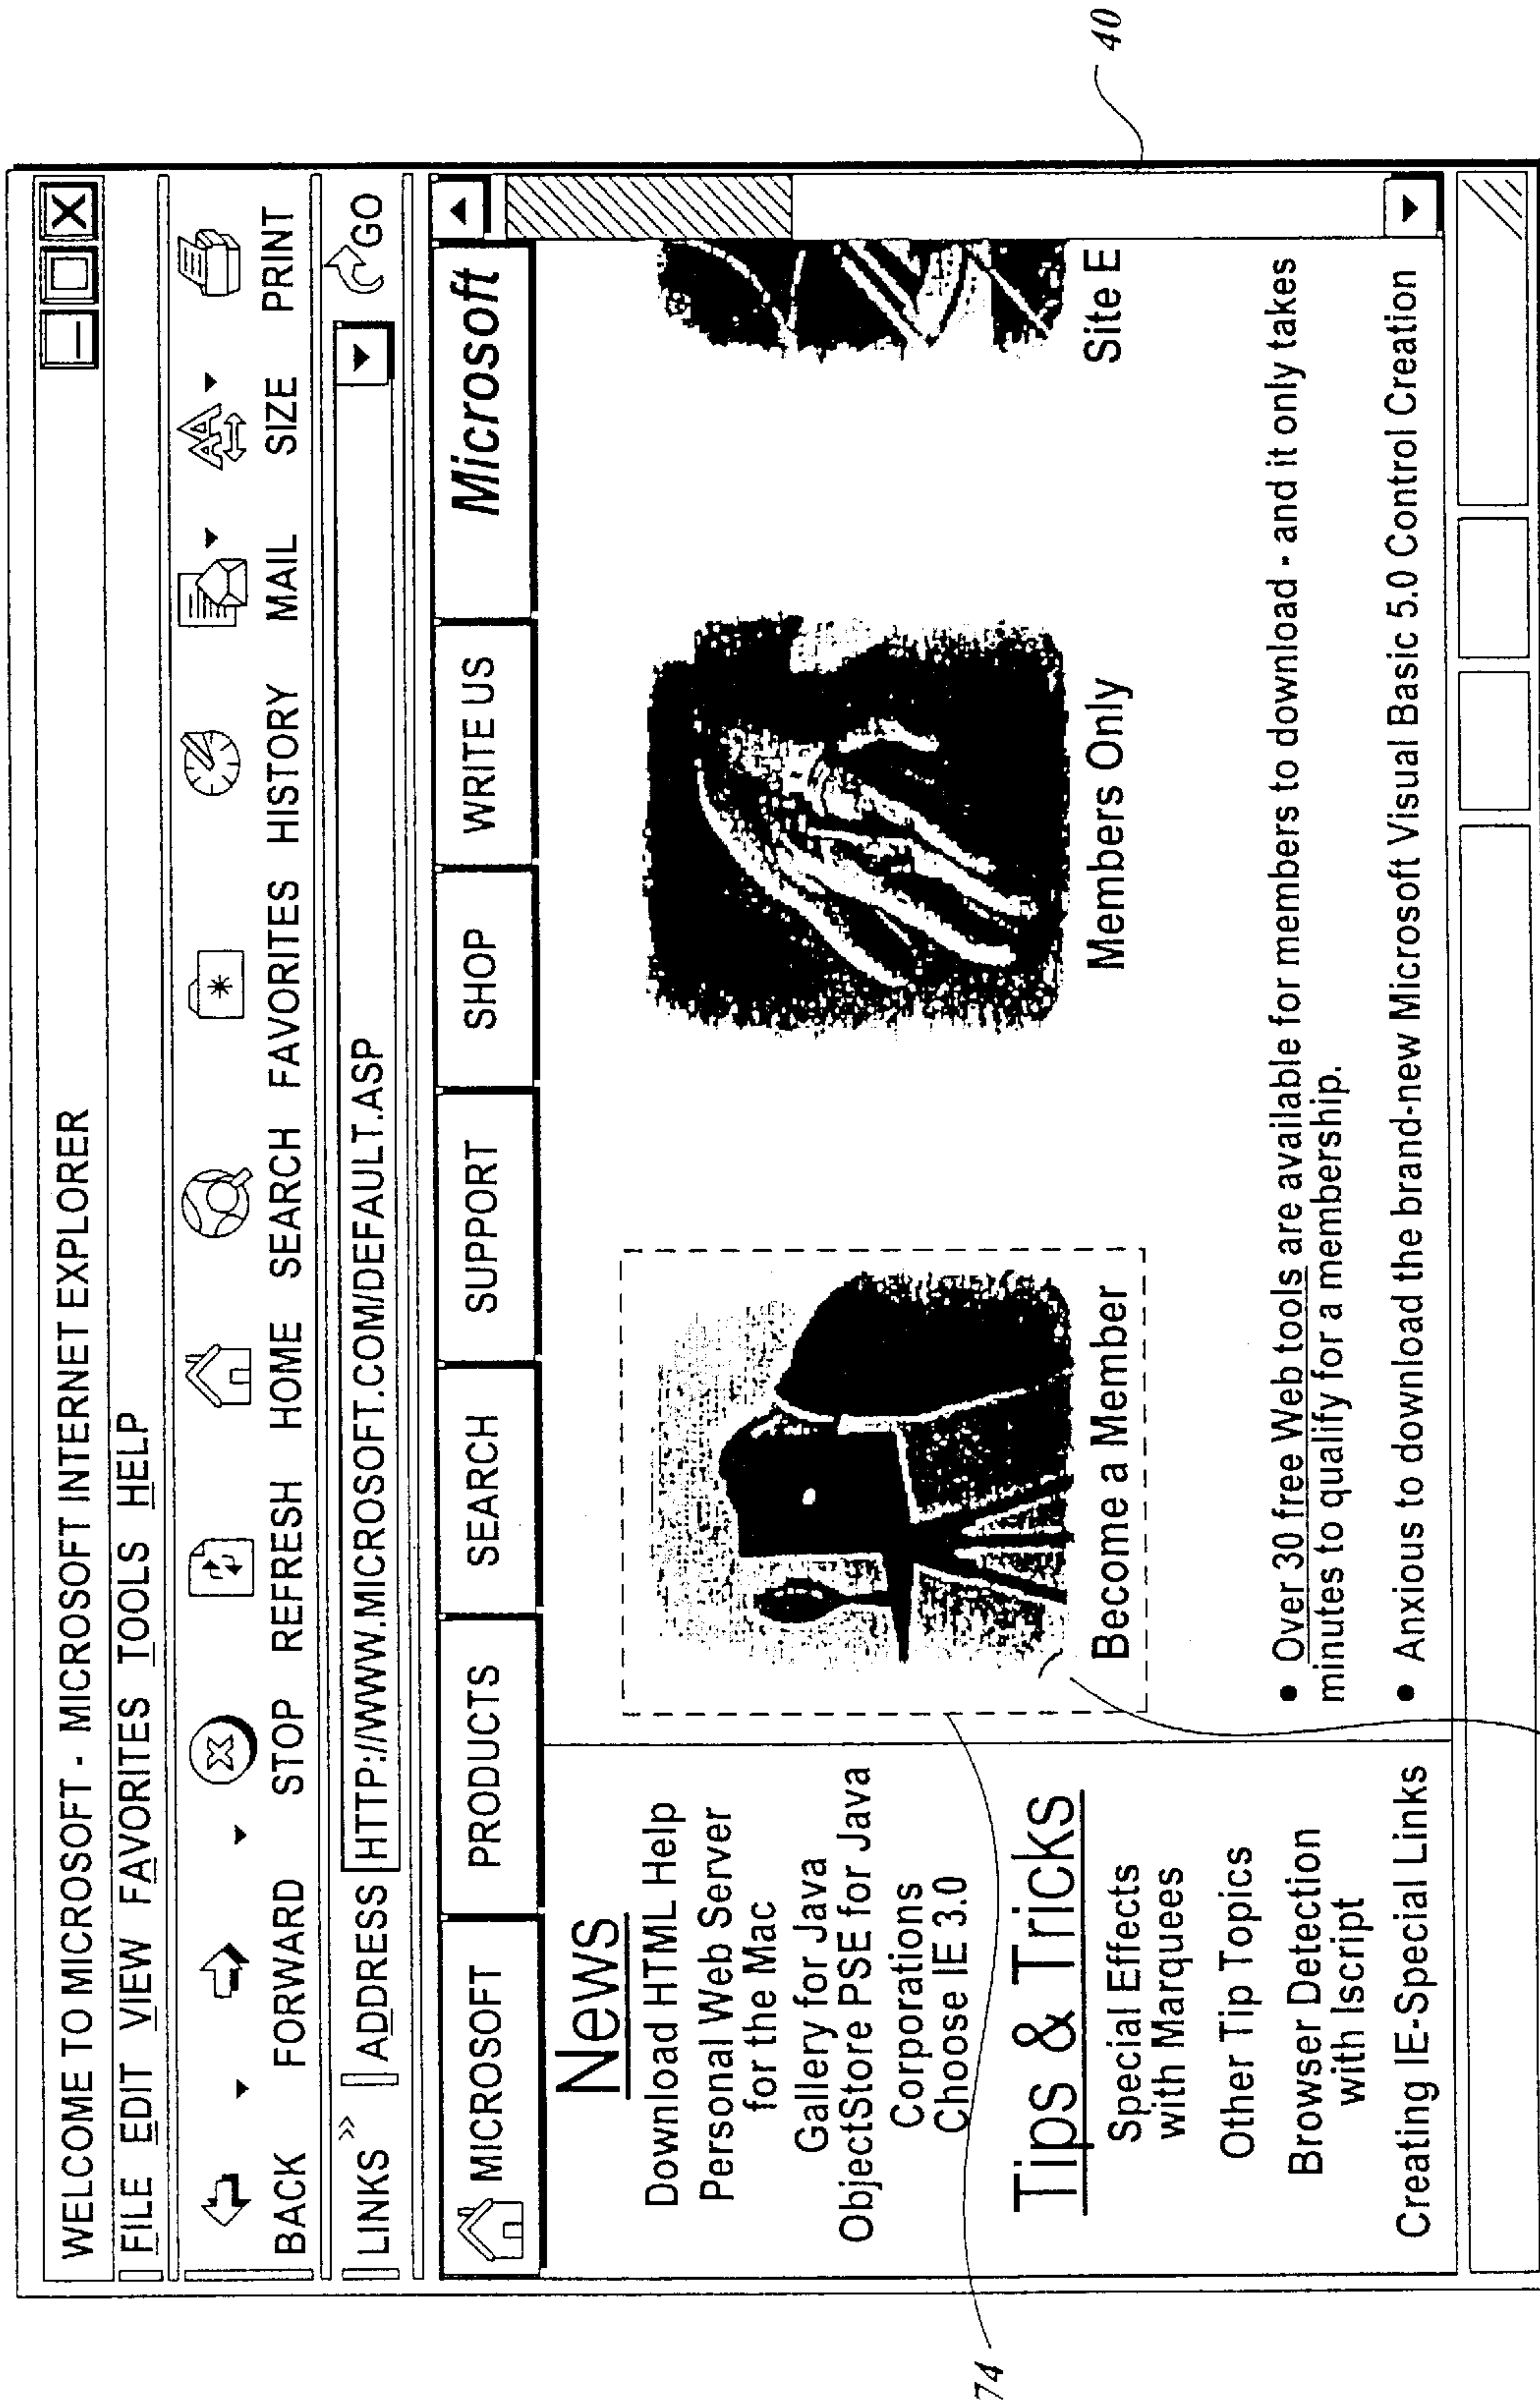 WELCOME TO MICROSOFT - MICROSOFT INTERNET EXPLORER
FILE EDIT VIEW FAVORITES TOOLS HELP
BACK FORWARD STOP REFRESH HOME SEARCH FAVORITES HISTORY MAIL SIZE PRINT
LINKS >> ADDRESS HTTP://WWW.MICROSOFT.COM/DEFAULT.ASP GO
MICROSOFT PRODUCTS SEARCH SUPPORT SHOP WRITE US Microsoft
News
Download HTML Help
Personal Web Server
for the Mac
Gallery for Java
ObjectStore PSE for Java
Corporations
Choose IE 3.0
Tips & Tricks
Special Effects
with Marquees
Other Tip Topics
Browser Detection
with Iscript
Creating IE-Special Links
Become a Member
Members Only
Site E
• Over 30 free Web tools are available for members to download - and it only takes
minutes to qualify for a membership.
• Anxious to download the brand-new Microsoft Visual Basic 5.0 Control Creation
74
40